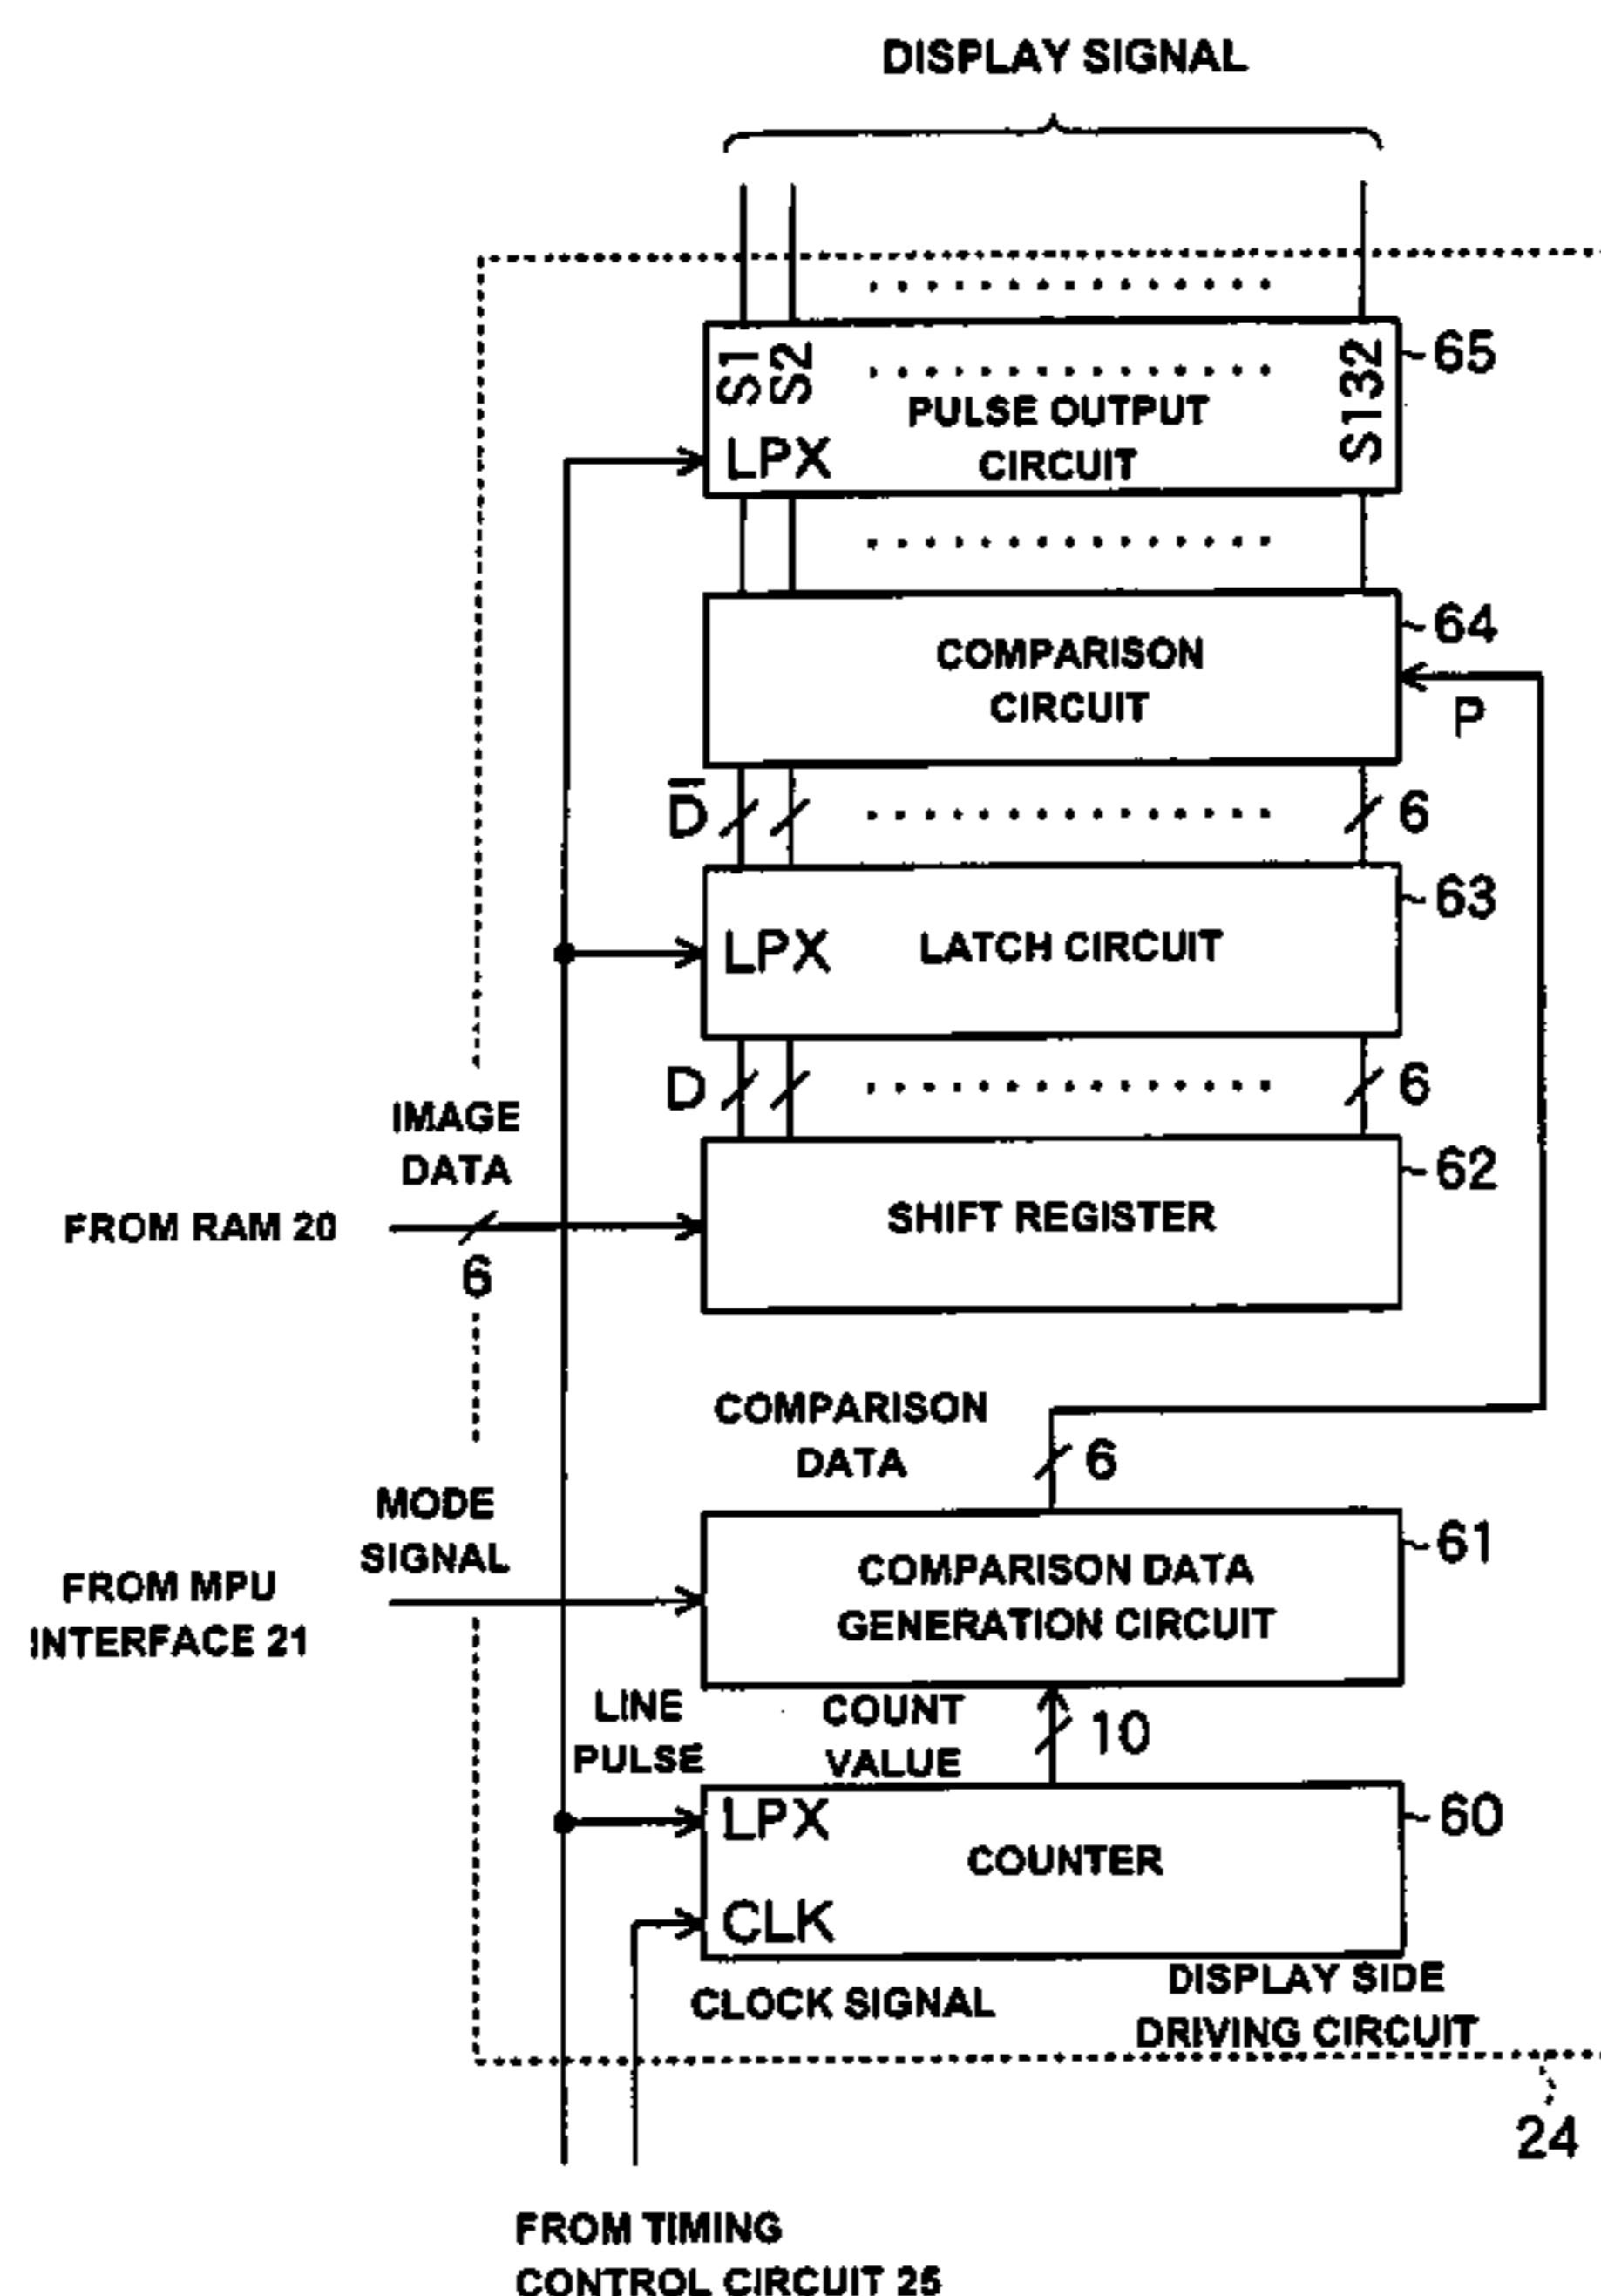 DISPLAY SIGNAL
S1
S2
S132
65
PULSE OUTPUT
CIRCUIT
LPX
64
COMPARISON
CIRCUIT
P
D̅
6
63
LPX
LATCH CIRCUIT
D
6
IMAGE
DATA
62
FROM RAM 20
SHIFT REGISTER
6
COMPARISON
DATA
6
MODE
SIGNAL
61
FROM MPU
INTERFACE 21
COMPARISON DATA
GENERATION CIRCUIT
LINE
PULSE
COUNT
VALUE
10
60
LPX
COUNTER
CLK
CLOCK SIGNAL
DISPLAY SIDE
DRIVING CIRCUIT
24
FROM TIMING
CONTROL CIRCUIT 25